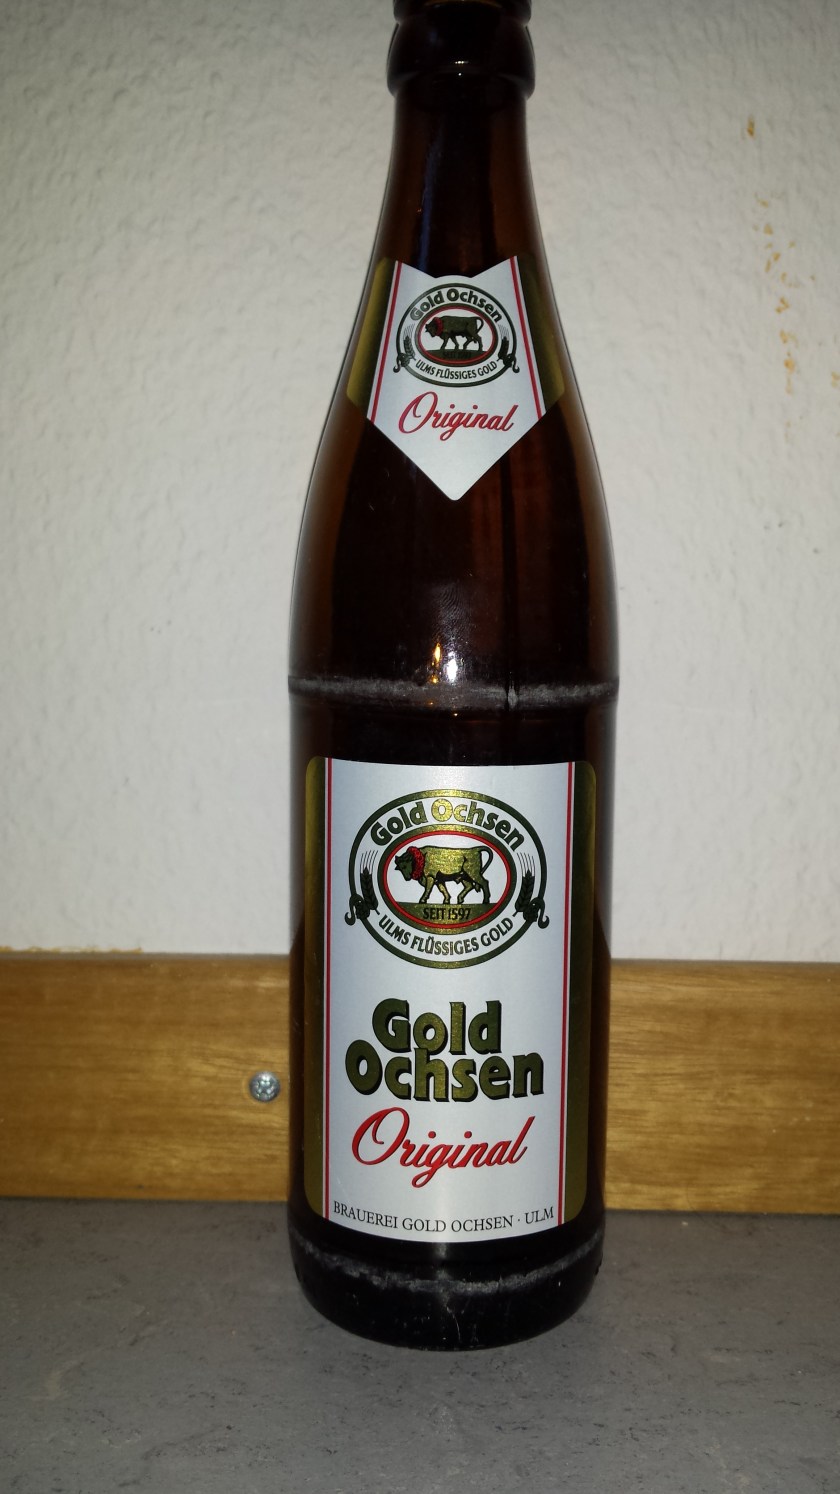 Gold Ochsen
ULMS FLÜSSIGES GOLD
Original
Gold Ochsen
SEIT 1597
ULMS FLÜSSIGES GOLD
Gold
Ochsen
Original
BRAUEREI GOLD OCHSEN · ULM